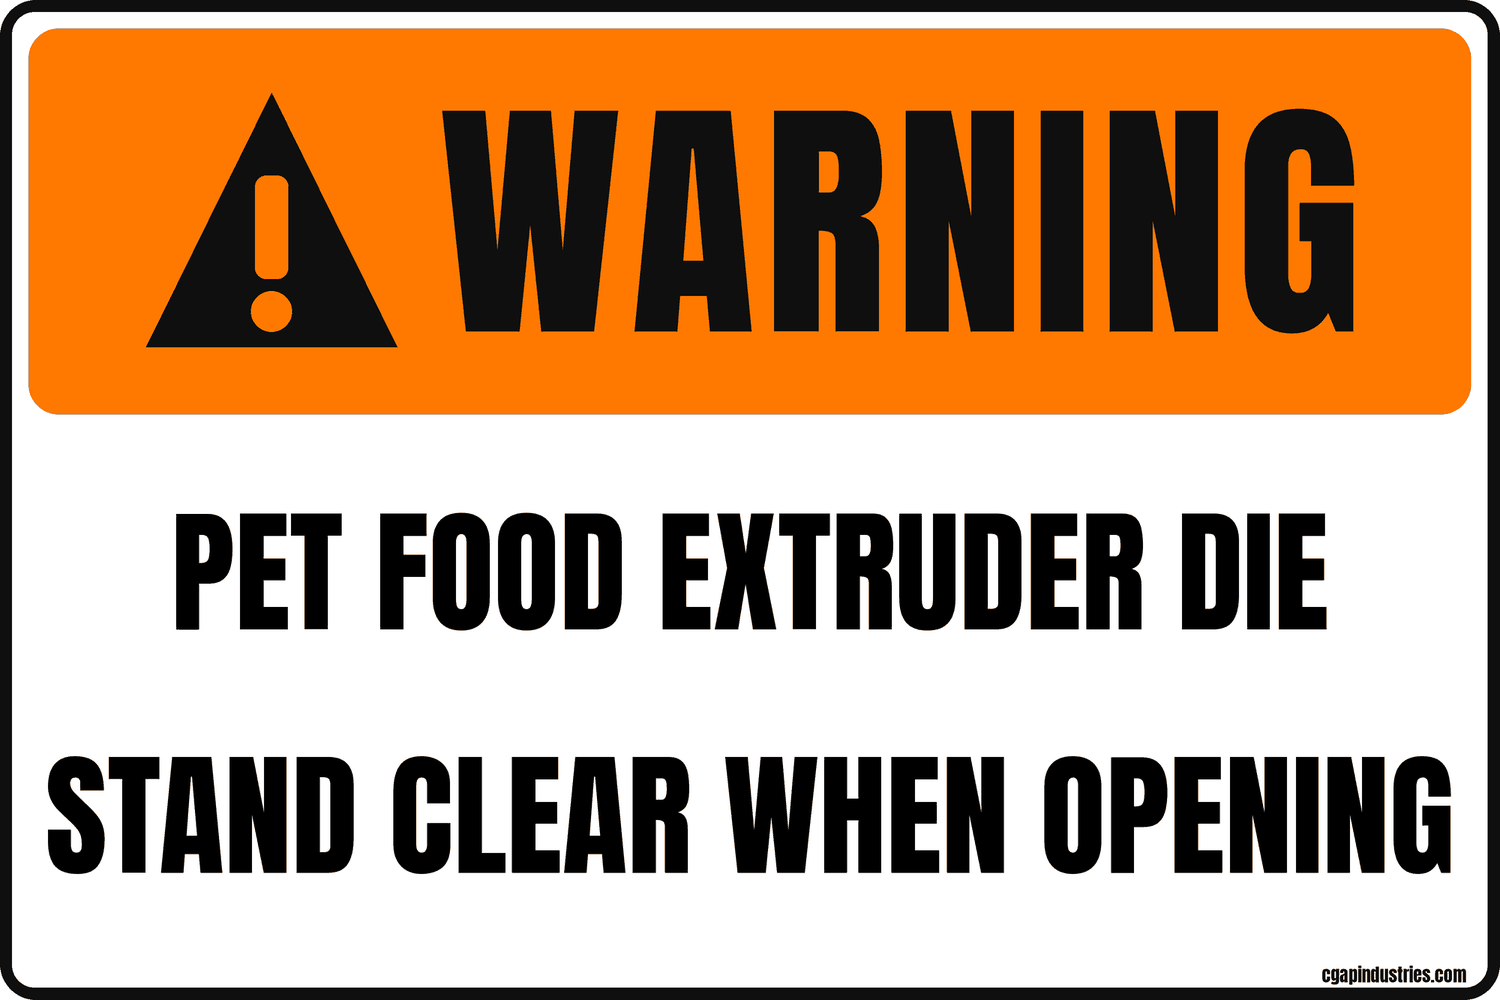 WARNING
PET FOOD EXTRUDER DIE
STAND CLEAR WHEN OPENING
cgapindustries.com